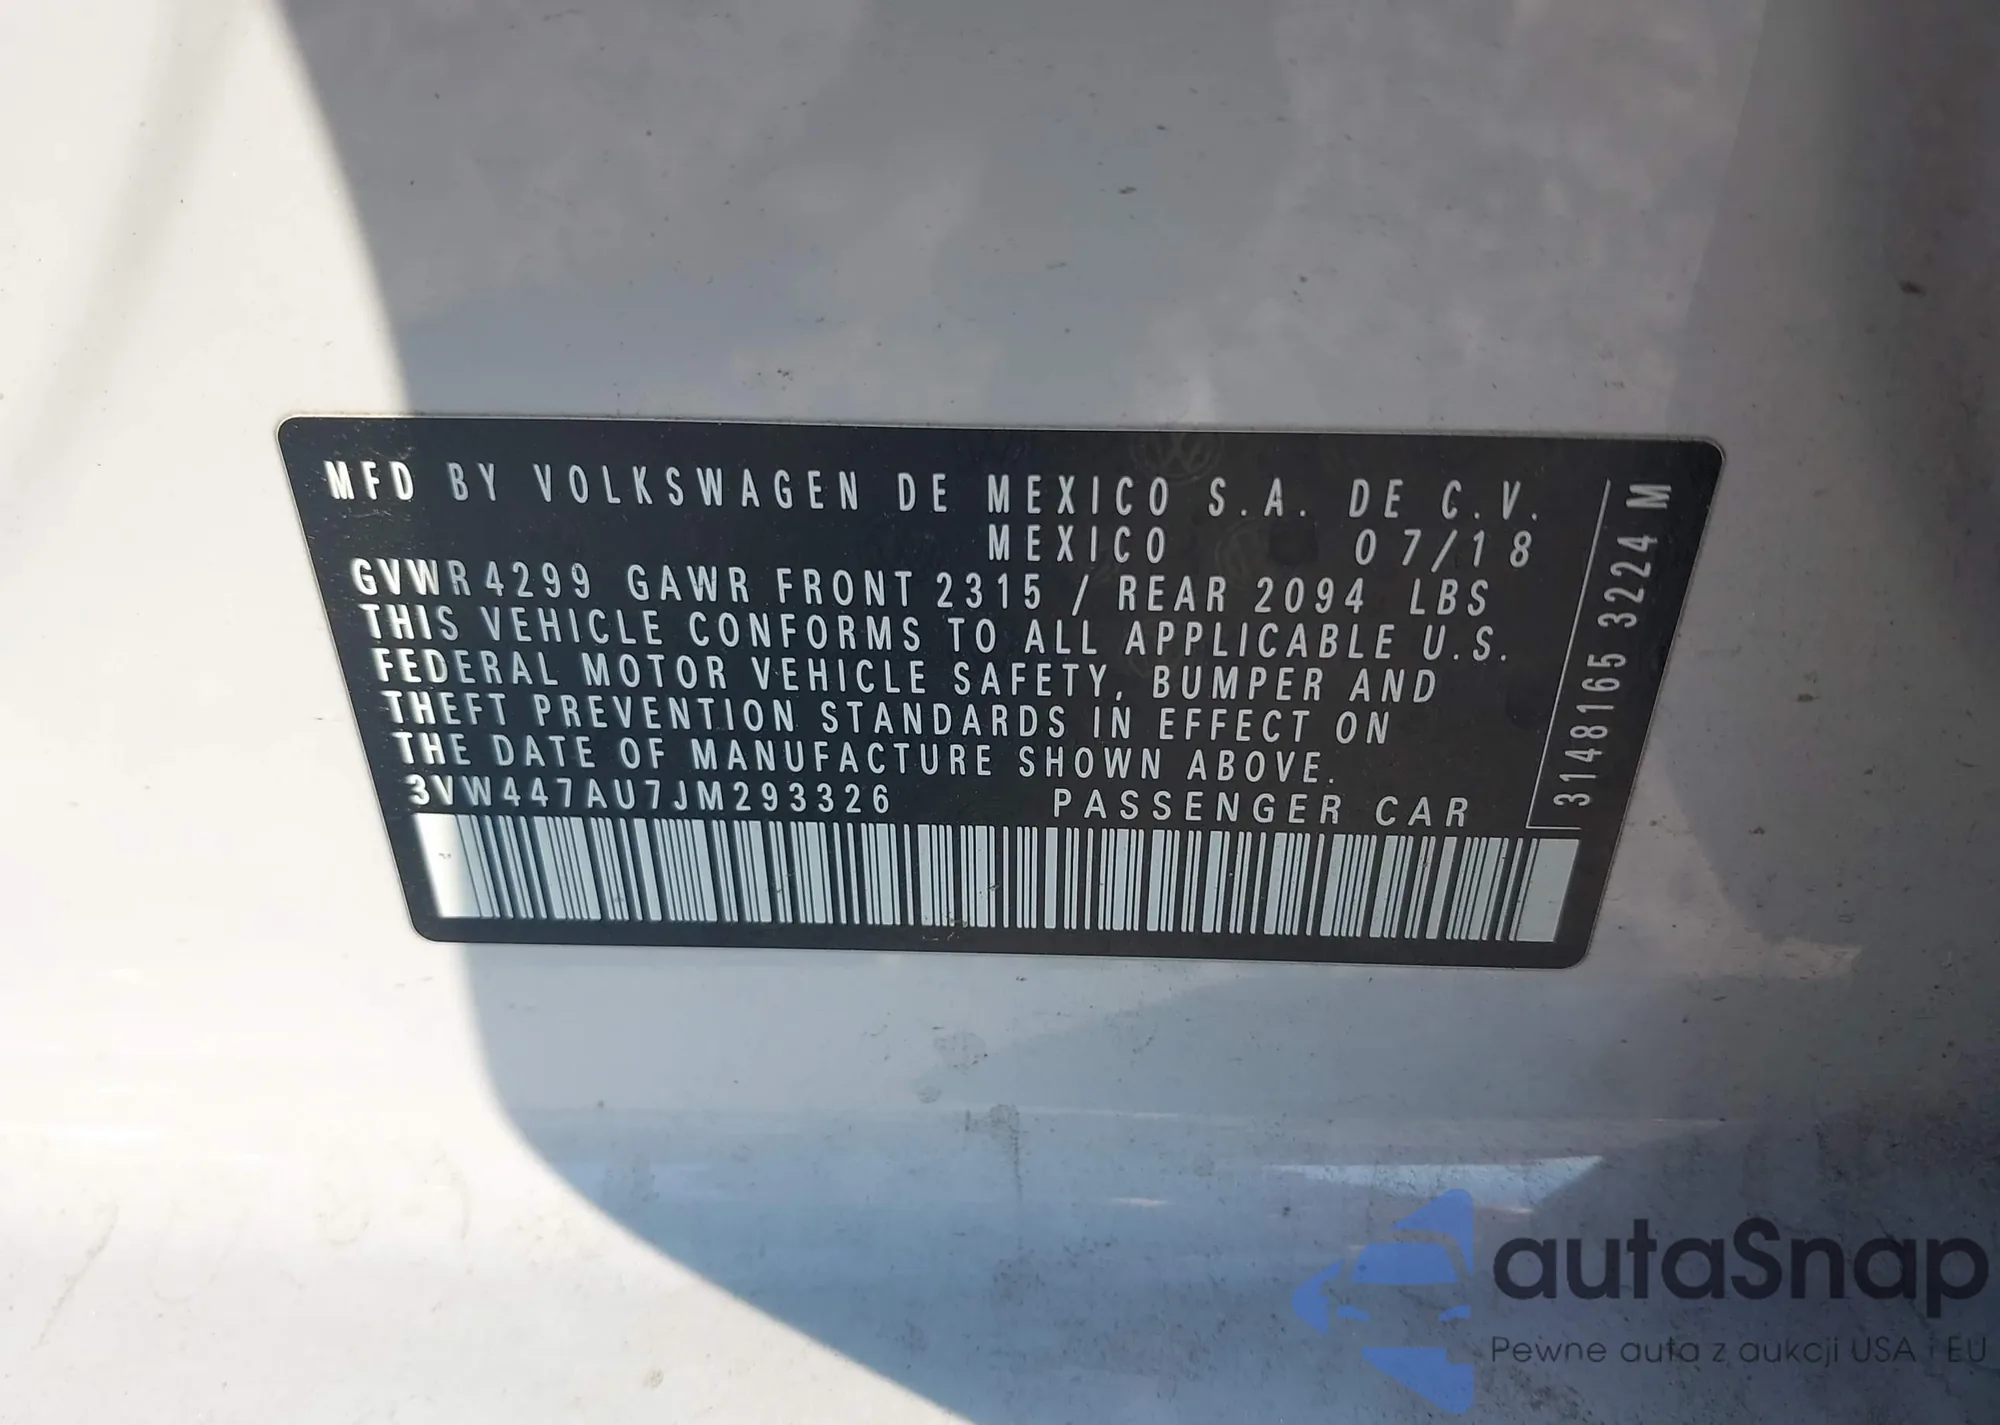 MFD BY VOLKSWAGEN DE MEXICO S.A. DE C.V.
MEXICO 07/18
GVWR 4299 GAWR FRONT 2315 / REAR 2094 LBS
THIS VEHICLE CONFORMS TO ALL APPLICABLE U.S.
FEDERAL MOTOR VEHICLE SAFETY, BUMPER AND
THEFT PREVENTION STANDARDS IN EFFECT ON
THE DATE OF MANUFACTURE SHOWN ABOVE.
3VW447AU7JM293326 PASSENGER CAR
3148165 3224 M
autaSnap
Pewne auta z aukcji USA i EU